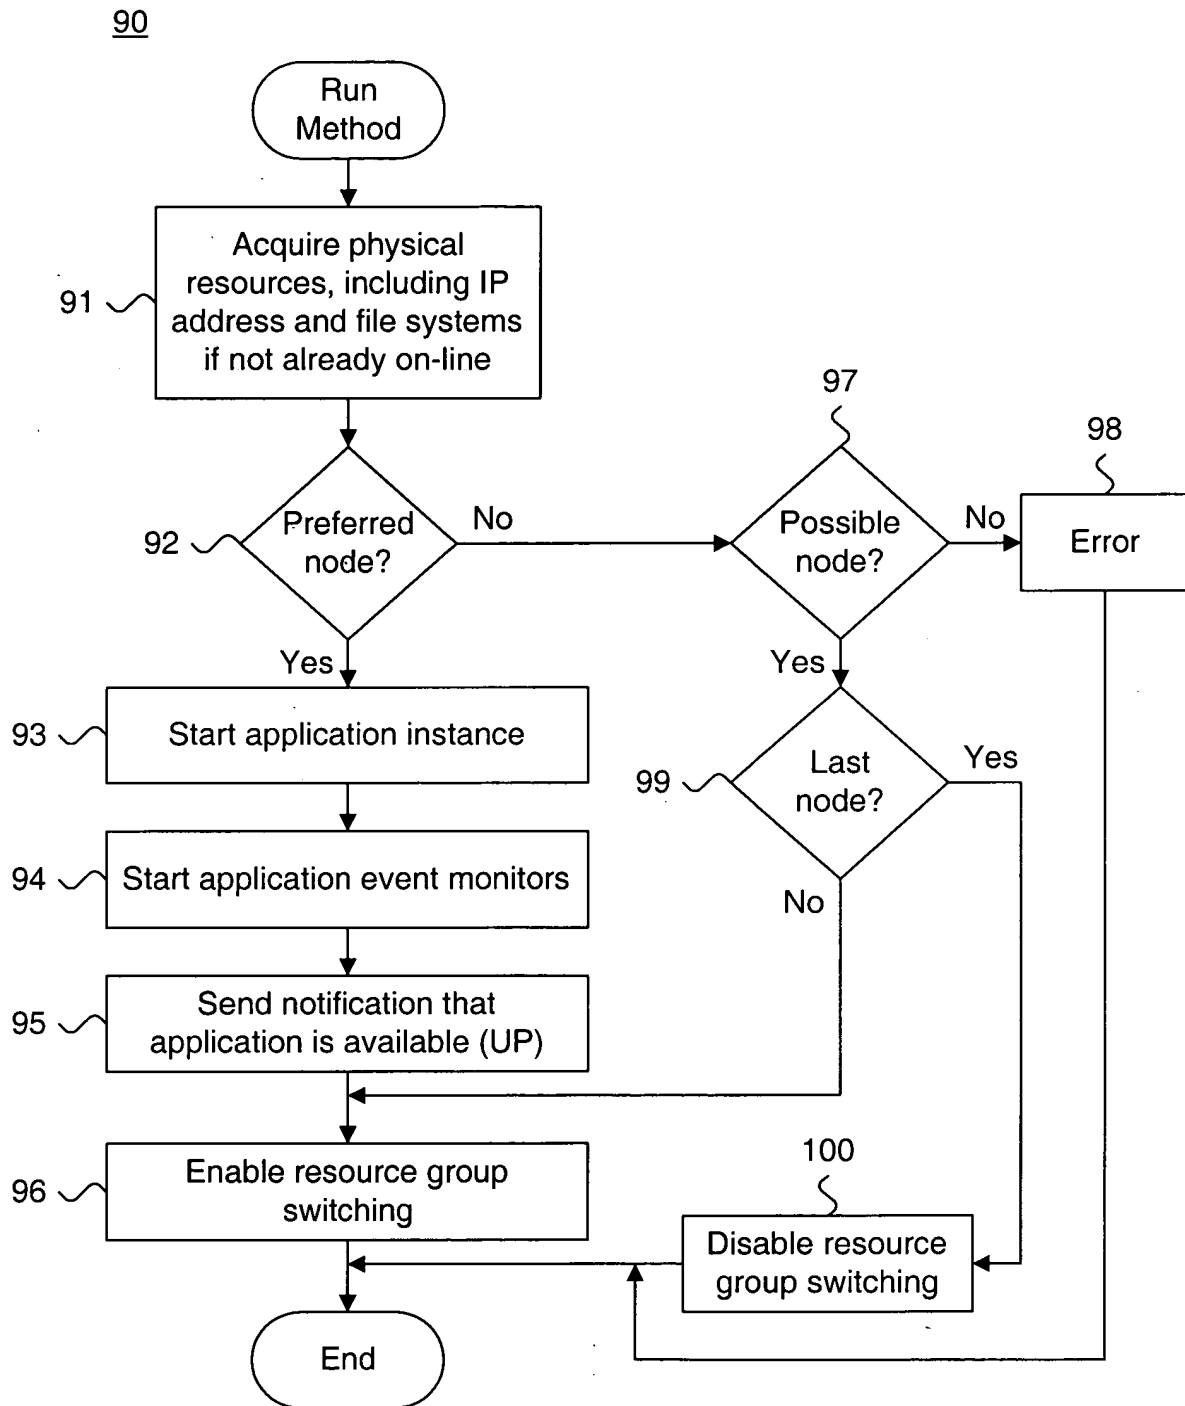 90
Run
Method
91
Acquire physical
resources, including IP
address and file systems
if not already on-line
92
Preferred
node?
No
Yes
97
Possible
node?
No
Yes
98
Error
93
Start application instance
99
Last
node?
Yes
No
94
Start application event monitors
95
Send notification that
application is available (UP)
96
Enable resource group
switching
100
Disable resource
group switching
End